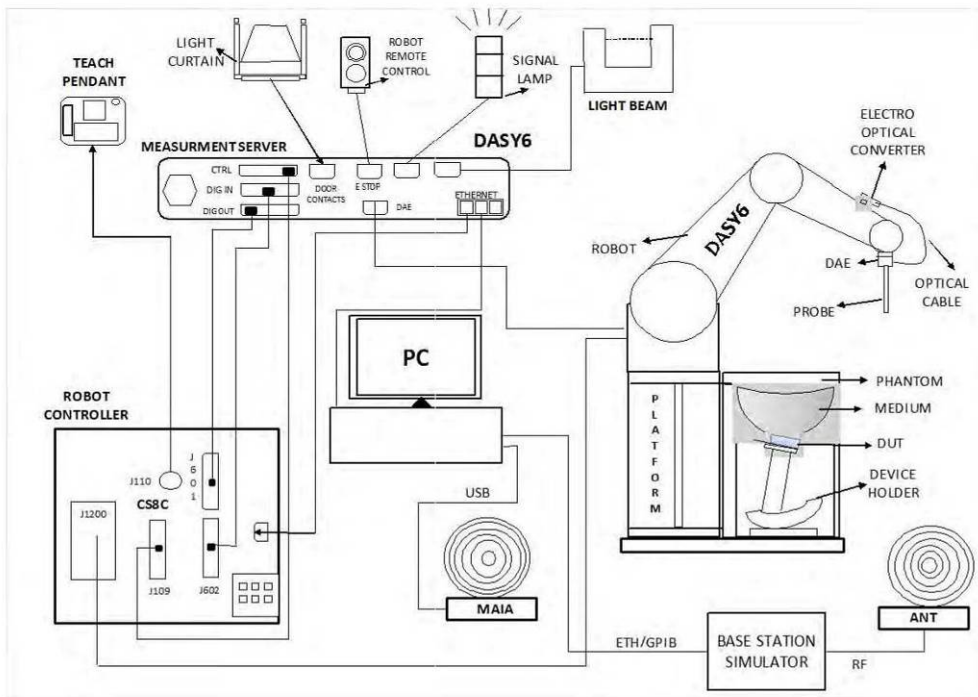 LIGHT
CURTAIN
ROBOT
REMOTE
CONTROL
SIGNAL
LAMP
LIGHT BEAM
TEACH
PENDANT
MEASURMENT SERVER
DASY6
CTRL
DIG IN
DIG OUT
DOOR
CONTACTS
E STOP
DAE
ETHERNET
ELECTRO
OPTICAL
CONVERTER
ROBOT
DASY6
DAE
OPTICAL
CABLE
PROBE
PC
ROBOT
CONTROLLER
PLATFORM
PHANTOM
MEDIUM
DUT
DEVICE
HOLDER
J110
J601
CS8C
J1200
J109
J602
USB
MAIA
ETH/GPIB
BASE STATION
SIMULATOR
RF
ANT